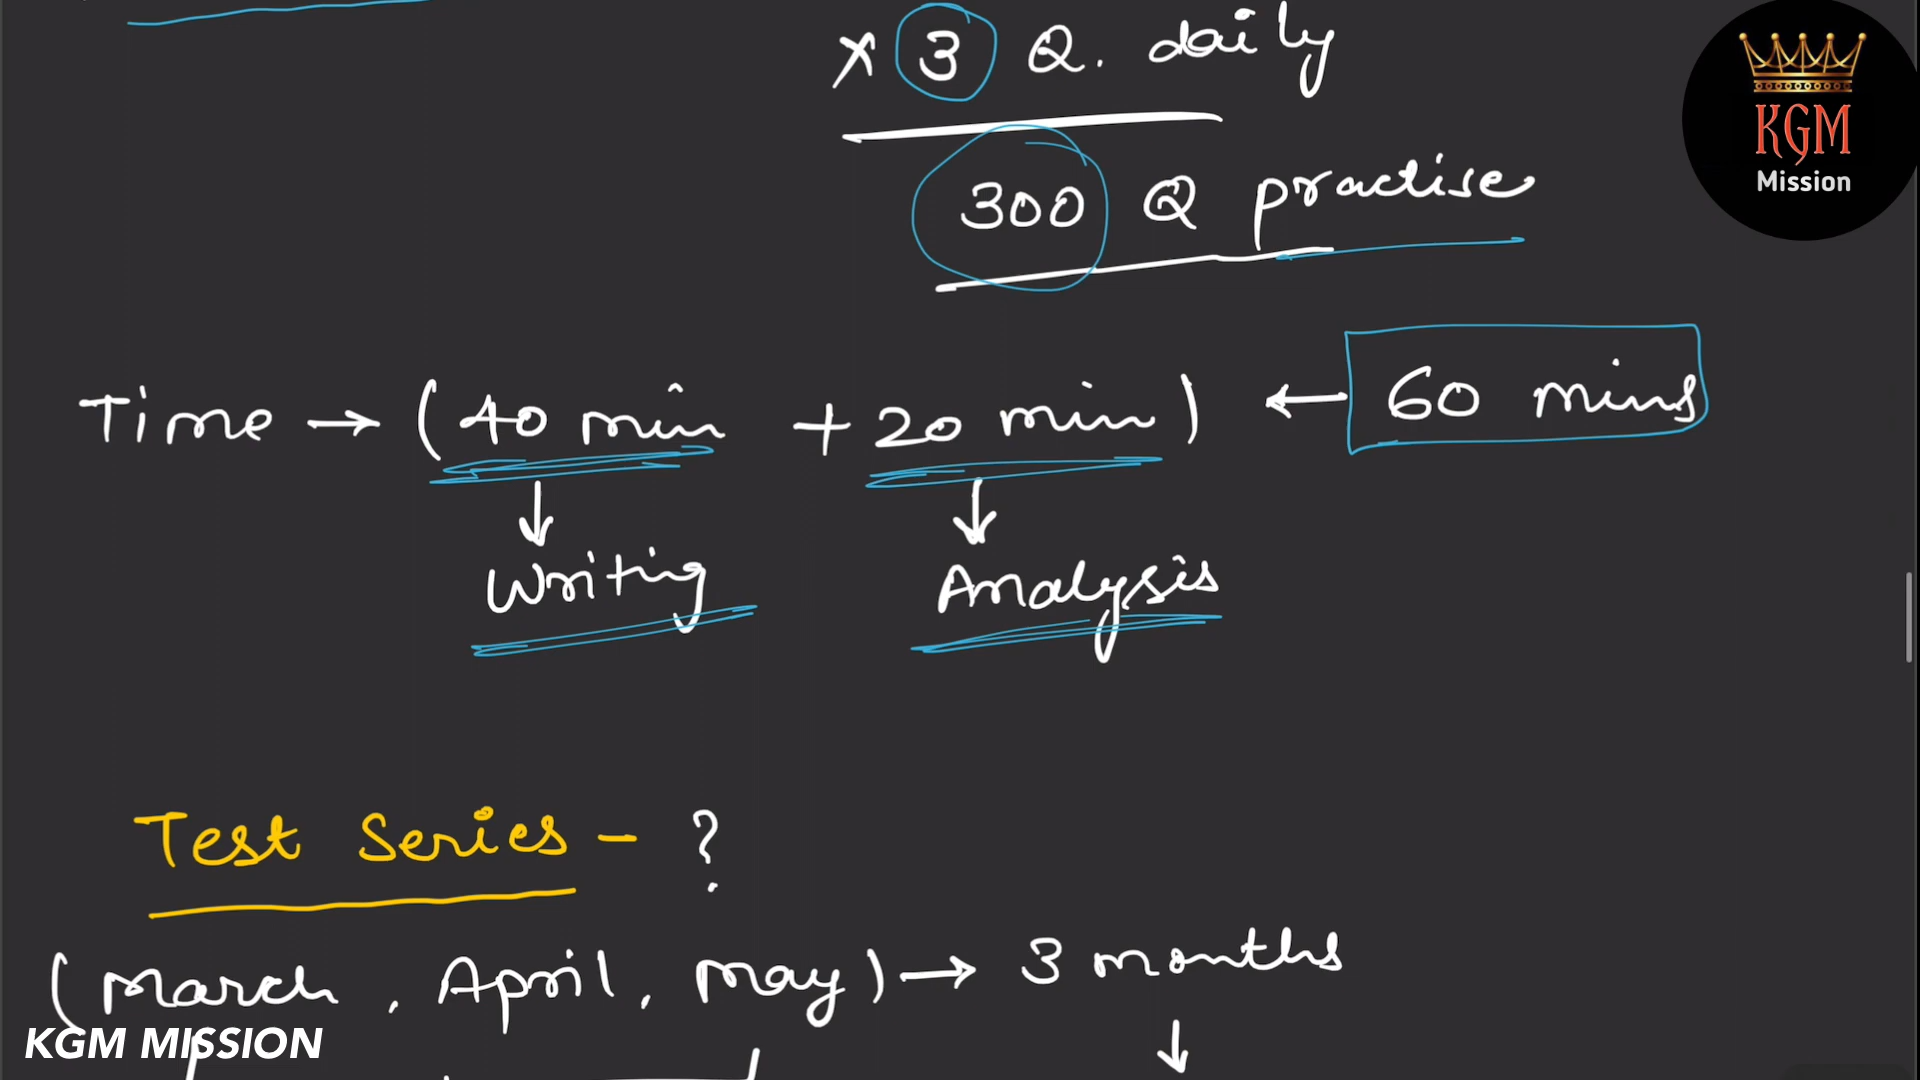 × 3 Q. daily
300 Q practise
KGM
Mission
Time → (40 min + 20 min) ← 60 mins
↓ ↓
Writing Analysis
Test Series - ?
(March, April, May) → 3 months
↓
KGM MISSION